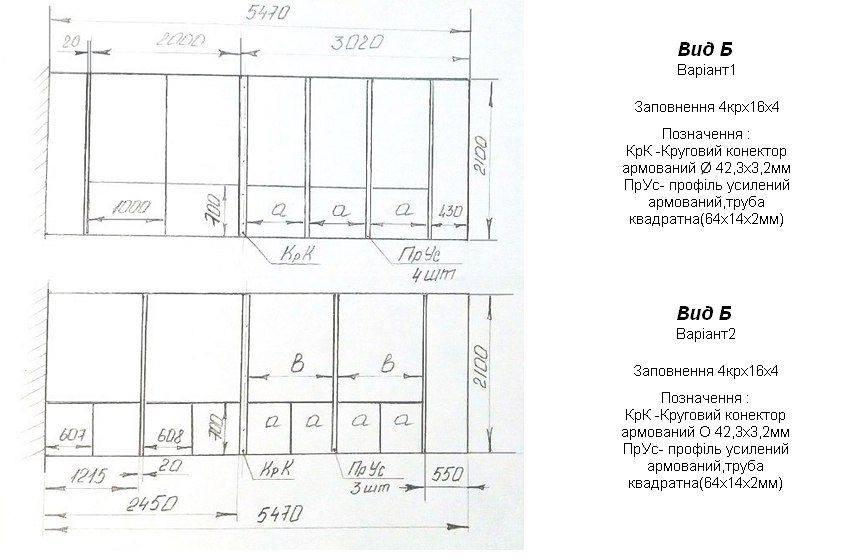 5470
20
2000
3020
2100
1000
700
a
a
a
430
КрК
ПрУс
4шт
Вид Б
Варіант1
Заповнення 4крх16х4
Позначення :
КрК -Круговий конектор
армований Ø 42,3х3,2мм
ПрУс- профіль усилений
армований,труба
квадратна(64х14х2мм)
В
В
2100
607
608
700
a
a
a
a
1215
20
КрК
ПрУс
3шт
550
2450
5470
Вид Б
Варіант2
Заповнення 4крх16х4
Позначення :
КрК -Круговий конектор
армований О 42,3х3,2мм
ПрУс- профіль усилений
армований,труба
квадратна(64х14х2мм)